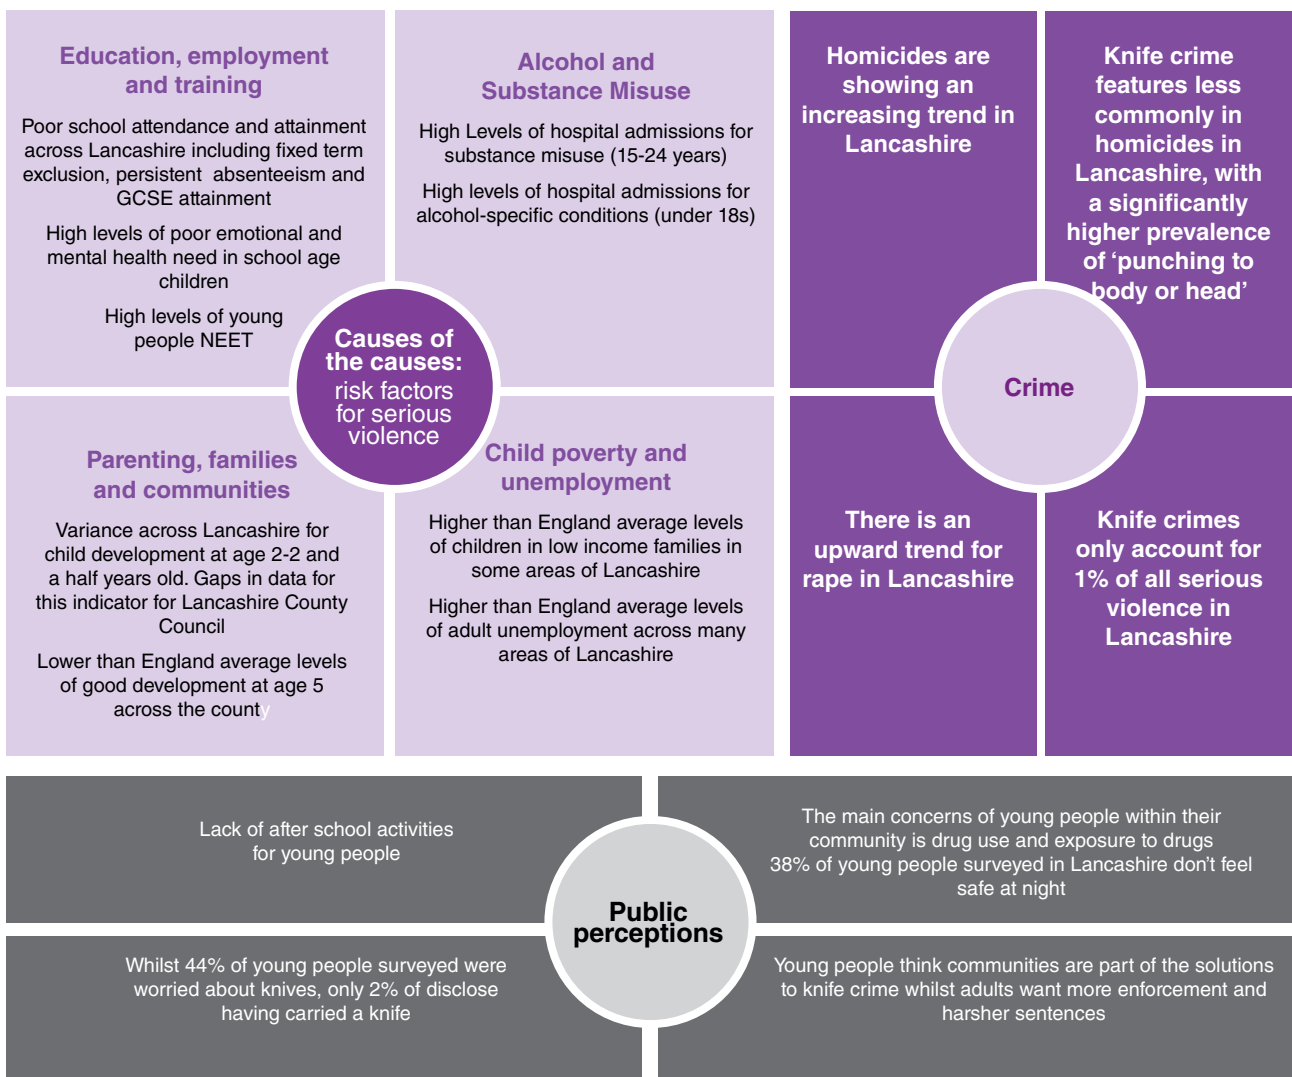 Education, employment
and training
Poor school attendance and attainment
across Lancashire including fixed term
exclusion, persistent  absenteeism and
GCSE attainment
High levels of poor emotional and
mental health need in school age
children
High levels of young
people NEET
Alcohol and
Substance Misuse
High Levels of hospital admissions for
substance misuse (15-24 years)
High levels of hospital admissions for
alcohol-specific conditions (under 18s)
Causes of
the causes:
risk factors
for serious
violence
Parenting, families
and communities
Variance across Lancashire for
child development at age 2-2 and
a half years old. Gaps in data for
this indicator for Lancashire County
Council
Lower than England average levels
of good development at age 5
across the county
Child poverty and
unemployment
Higher than England average levels
of children in low income families in
some areas of Lancashire
Higher than England average levels
of adult unemployment across many
areas of Lancashire
Homicides are
showing an
increasing trend in
Lancashire
Knife crime
features less
commonly in
homicides in
Lancashire, with
a significantly
higher prevalence
of ‘punching to
body or head’
Crime
There is an
upward trend for
rape in Lancashire
Knife crimes
only account for
1% of all serious
violence in
Lancashire
Lack of after school activities
for young people
The main concerns of young people within their
community is drug use and exposure to drugs
38% of young people surveyed in Lancashire don’t feel
safe at night
Public
perceptions
Whilst 44% of young people surveyed were
worried about knives, only 2% of disclose
having carried a knife
Young people think communities are part of the solutions
to knife crime whilst adults want more enforcement and
harsher sentences